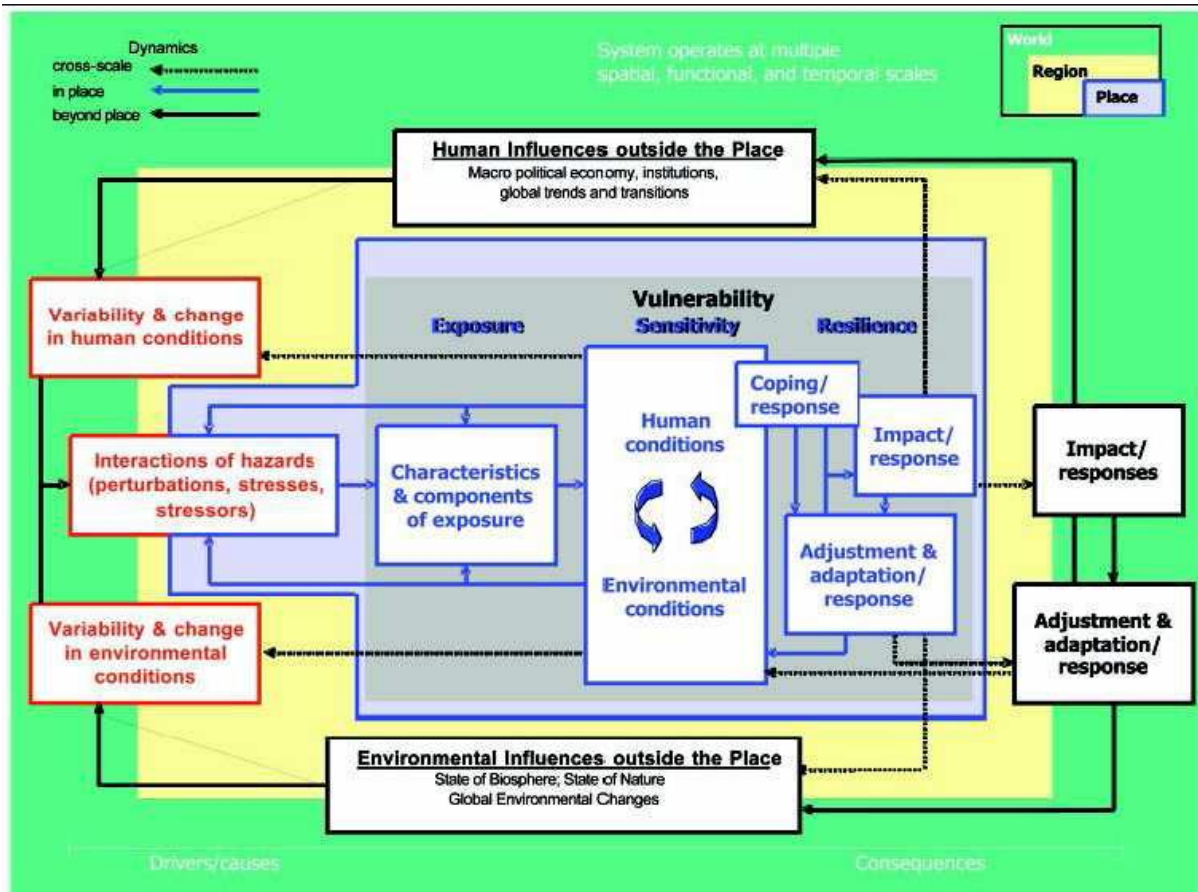 Dynamics
cross-scale
in place
beyond place
System operates at multiple
spatial, functional, and temporal scales
World
Region
Place
Human Influences outside the Place
Macro political economy, institutions,
global trends and transitions
Variability & change
in human conditions
Vulnerability
Exposure
Sensitivity
Resilience
Coping/
response
Human
conditions
Impact/
response
Impact/
responses
Interactions of hazards
(perturbations, stresses,
stressors)
Characteristics
& components
of exposure
Environmental
conditions
Adjustment &
adaptation/
response
Adjustment &
adaptation/
response
Variability & change
in environmental
conditions
Environmental Influences outside the Place
State of Biosphere; State of Nature
Global Environmental Changes
Drivers/causes
Consequences